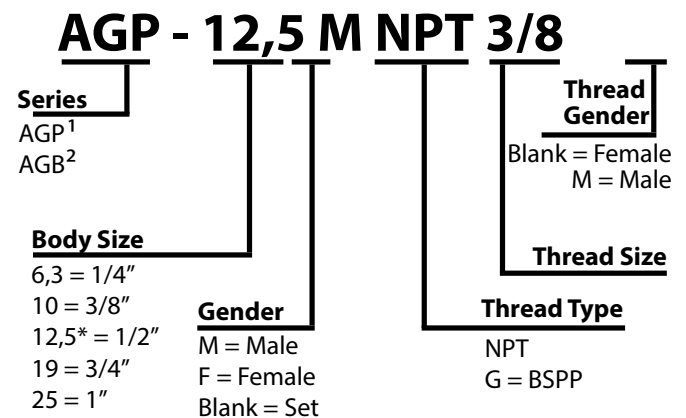 AGP - 12,5 M NPT 3/8
Series
AGP¹
AGB²
Body Size
6,3 = 1/4”
10 = 3/8”
12,5* = 1/2”
19 = 3/4”
25 = 1”
Gender
M = Male
F = Female
Blank = Set
Thread Type
NPT
G = BSPP
Thread Size
Thread
Gender
Blank = Female
M = Male